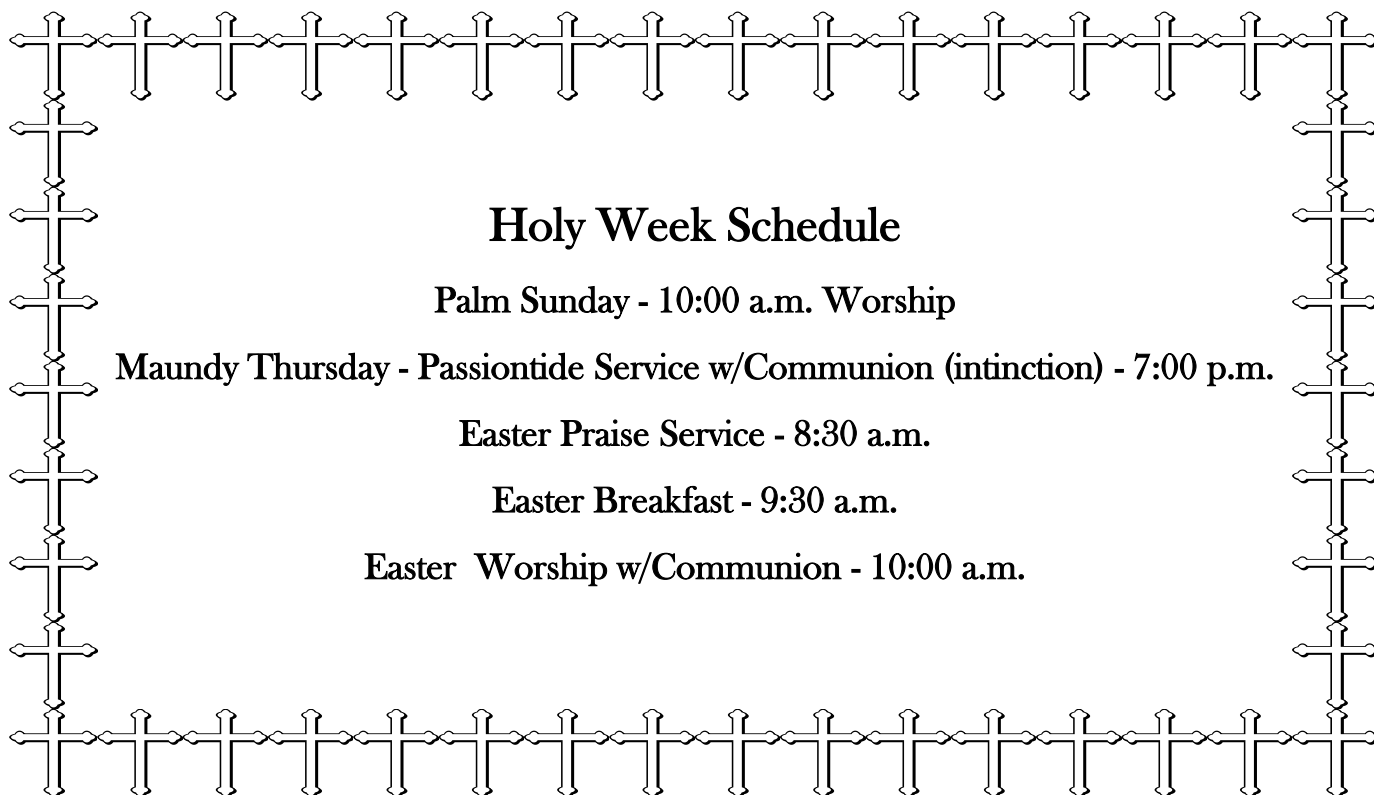 Holy Week Schedule
Palm Sunday - 10:00 a.m. Worship
Maundy Thursday - Passiontide Service w/Communion (intinction) - 7:00 p.m.
Easter Praise Service - 8:30 a.m.
Easter Breakfast - 9:30 a.m.
Easter  Worship w/Communion - 10:00 a.m.